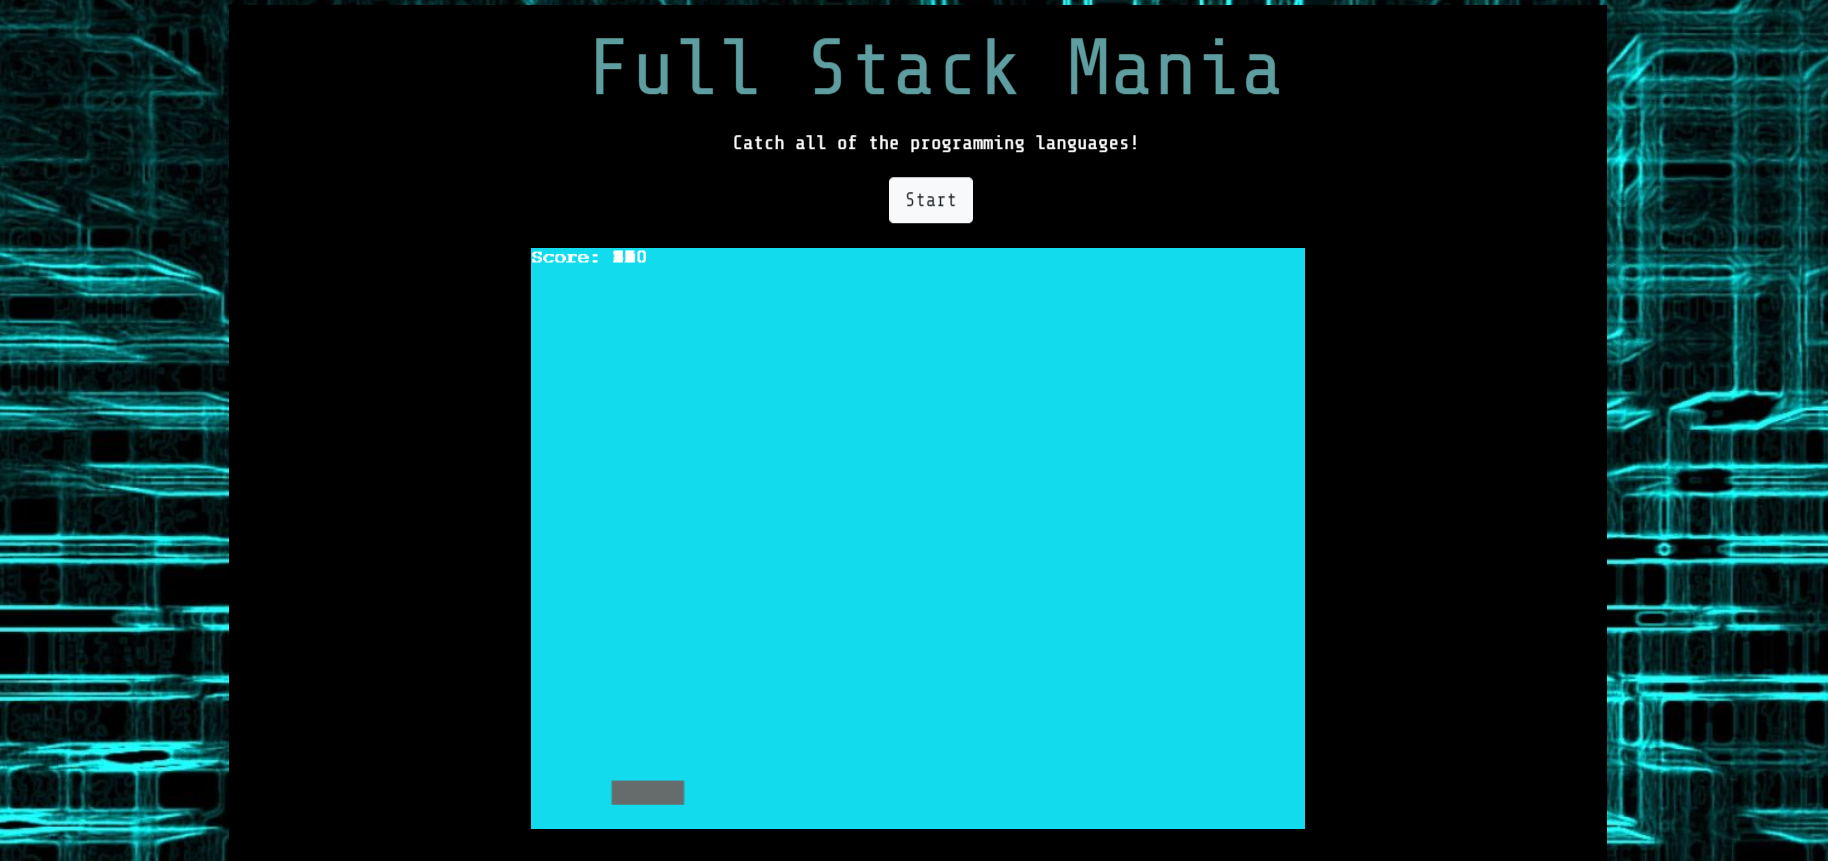 Full Stack Mania
Catch all of the programming languages!
Start
Score: